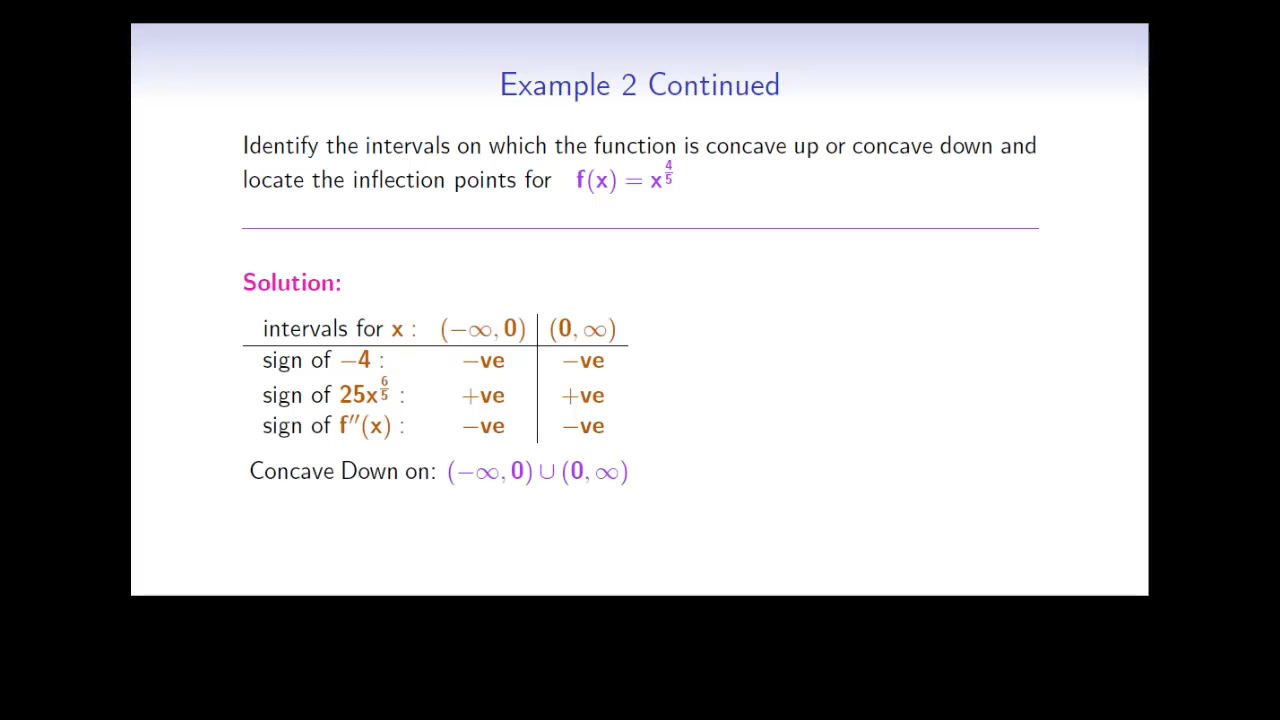 Example 2 Continued
Identify the intervals on which the function is concave up or concave down and
locate the inflection points for f(x) = x^{4/5}
Solution:
intervals for x : (−∞, 0) (0, ∞)
sign of −4 : −ve −ve
sign of 25x^{6/5} : +ve +ve
sign of f′′(x) : −ve −ve
Concave Down on: (−∞, 0) ∪ (0, ∞)